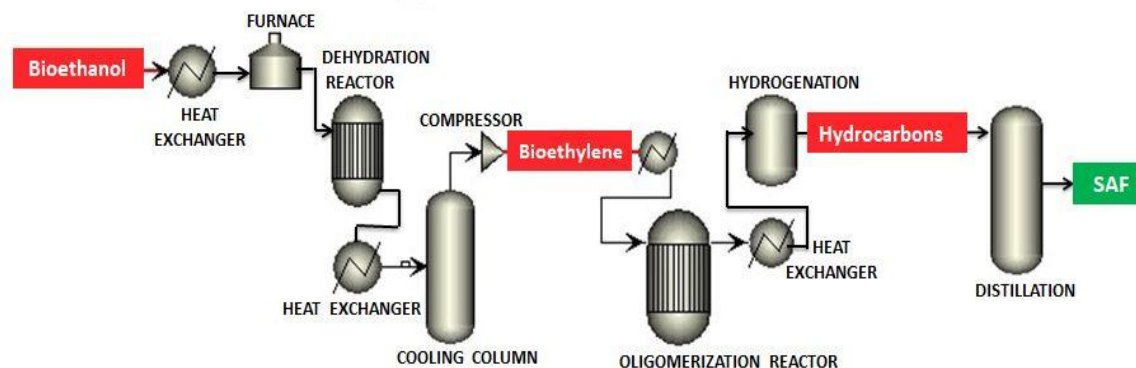 FURNACE
Bioethanol
HEAT
EXCHANGER
DEHYDRATION
REACTOR
HEAT EXCHANGER
COMPRESSOR
COOLING COLUMN
Bioethylene
OLIGOMERIZATION REACTOR
HEAT
EXCHANGER
HYDROGENATION
Hydrocarbons
DISTILLATION
SAF